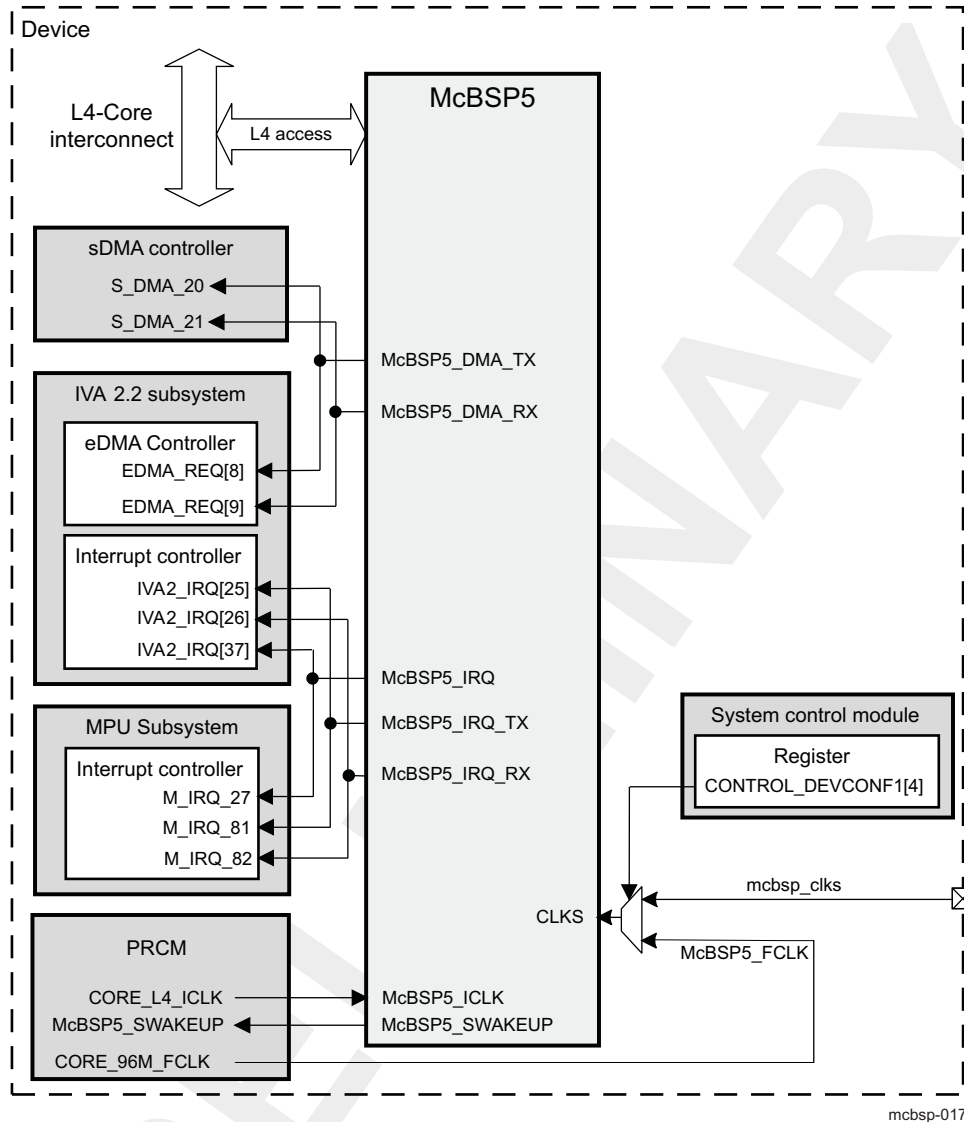 Device
McBSP5
L4-Core
interconnect
L4 access
sDMA controller
S_DMA_20
S_DMA_21
McBSP5_DMA_TX
McBSP5_DMA_RX
IVA 2.2 subsystem
eDMA Controller
EDMA_REQ[8]
EDMA_REQ[9]
Interrupt controller
IVA2_IRQ[25]
IVA2_IRQ[26]
IVA2_IRQ[37]
McBSP5_IRQ
McBSP5_IRQ_TX
McBSP5_IRQ_RX
MPU Subsystem
Interrupt controller
M_IRQ_27
M_IRQ_81
M_IRQ_82
System control module
Register
CONTROL_DEVCONF1[4]
mcbsp_clks
CLKS
McBSP5_FCLK
PRCM
CORE_L4_ICLK
McBSP5_SWAKEUP
CORE_96M_FCLK
McBSP5_ICLK
McBSP5_SWAKEUP
mcbsp-017